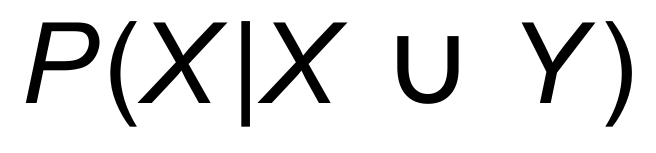 P(X|X ∪ Y)